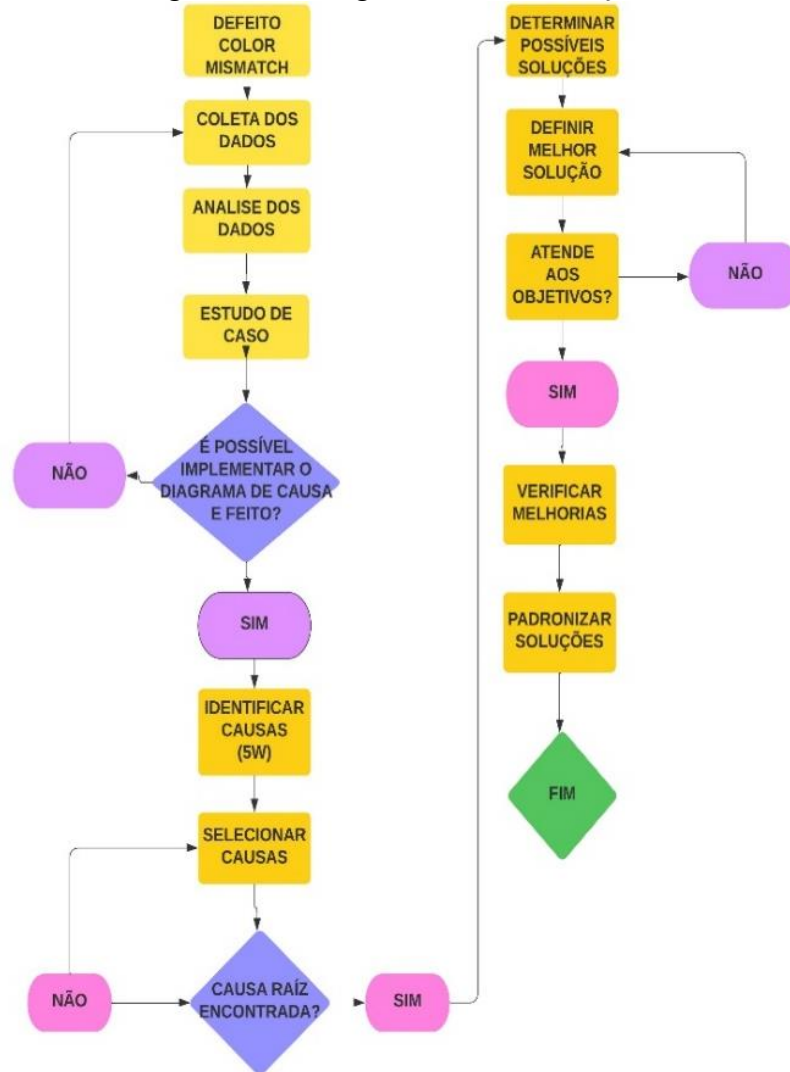 DEFEITO
COLOR
MISMATCH
COLETA DOS
DADOS
ANALISE DOS
DADOS
ESTUDO DE
CASO
É POSSÍVEL
IMPLEMENTAR O
DIAGRAMA DE CAUSA
E FEITO?
NÃO
SIM
IDENTIFICAR
CAUSAS
(5W)
SELECIONAR
CAUSAS
CAUSA RAÍZ
ENCONTRADA?
NÃO
SIM
DETERMINAR
POSSÍVEIS
SOLUÇÕES
DEFINIR
MELHOR
SOLUÇÃO
ATENDE
AOS
OBJETIVOS?
NÃO
SIM
VERIFICAR
MELHORIAS
PADRONIZAR
SOLUÇÕES
FIM